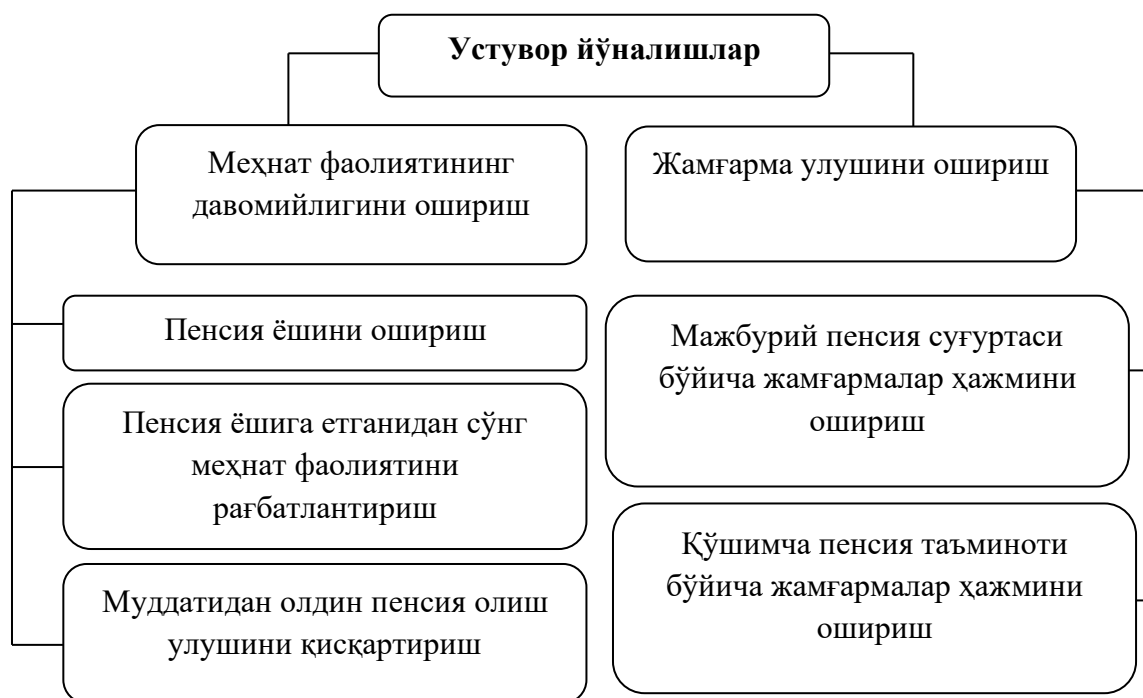 Устувор йўналишлар
Меҳнат фаолиятининг
давомийлигини ошириш
Пенсия ёшини ошириш
Пенсия ёшига етганидан сўнг
меҳнат фаолиятини
рағбатлантириш
Муддатидан олдин пенсия олиш
улушини қисқартириш
Жамғарма улушини ошириш
Мажбурий пенсия суғуртаси
бўйича жамғармалар ҳажмини
ошириш
Қўшимча пенсия таъминоти
бўйича жамғармалар ҳажмини
ошириш